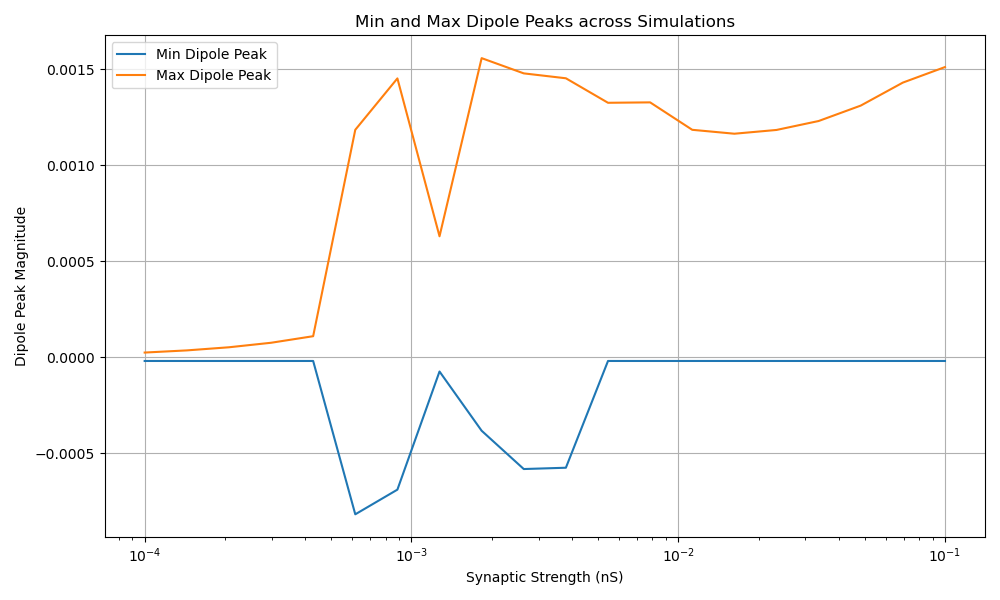 Min and Max Dipole Peaks across Simulations
Min Dipole Peak
Max Dipole Peak
0.0015
0.0010
0.0005
0.0000
−0.0005
Dipole Peak Magnitude
10⁻⁴
10⁻³
10⁻²
10⁻¹
Synaptic Strength (nS)